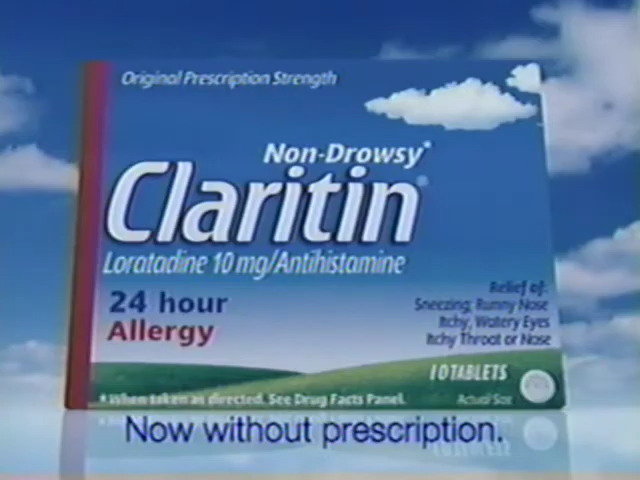 Original Prescription Strength
Non-Drowsy*
Claritin®
Loratadine 10 mg/Antihistamine
24 hour
Allergy
Relief of:
Sneezing; Runny Nose
Itchy, Watery Eyes
Itchy Throat or Nose
10 TABLETS
Actual Size
*When taken as directed. See Drug Facts Panel.
Now without prescription.